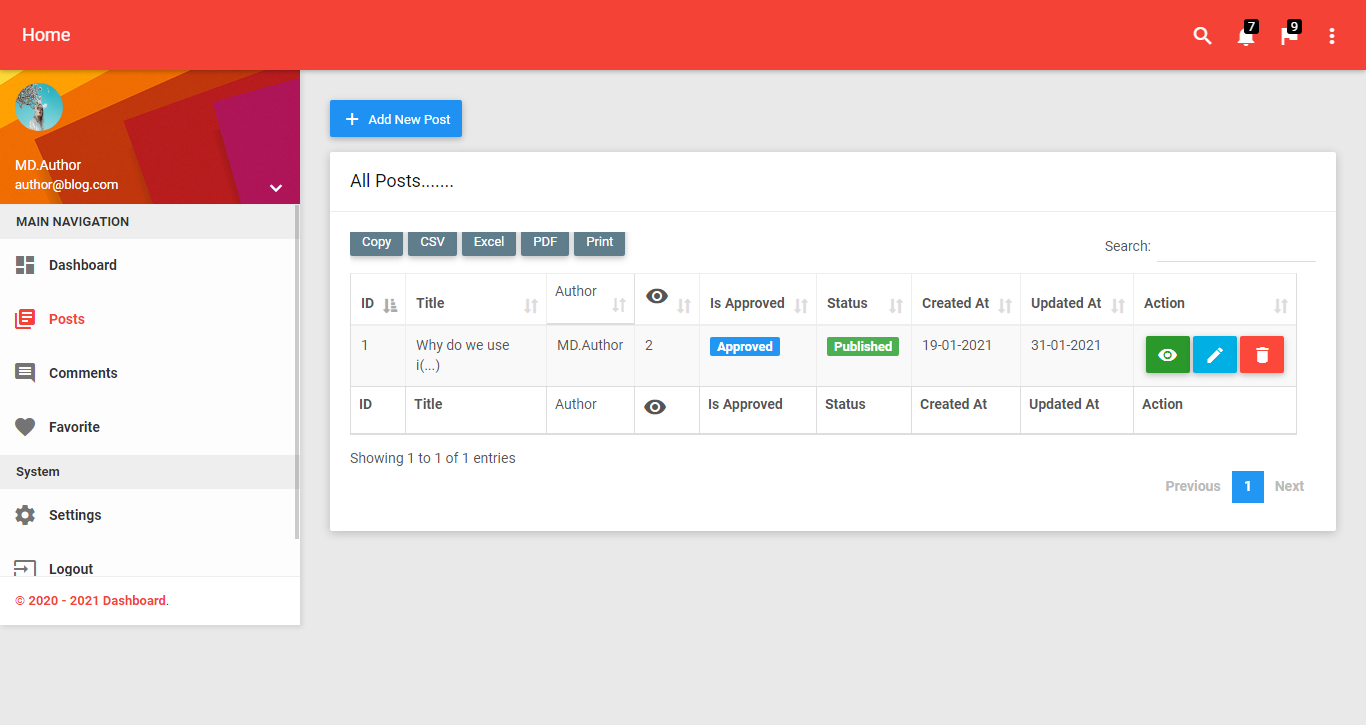 Home
7
9
MD.Author
author@blog.com
MAIN NAVIGATION
Dashboard
Posts
Comments
Favorite
System
Settings
Logout
© 2020 - 2021 Dashboard.
Add New Post
All Posts.......
Copy CSV Excel PDF Print
Search:
ID Title Author Is Approved Status Created At Updated At Action
1 Why do we use MD.Author 2 Approved Published 19-01-2021 31-01-2021
i(...)
ID Title Author Is Approved Status Created At Updated At Action
Showing 1 to 1 of 1 entries
Previous 1 Next